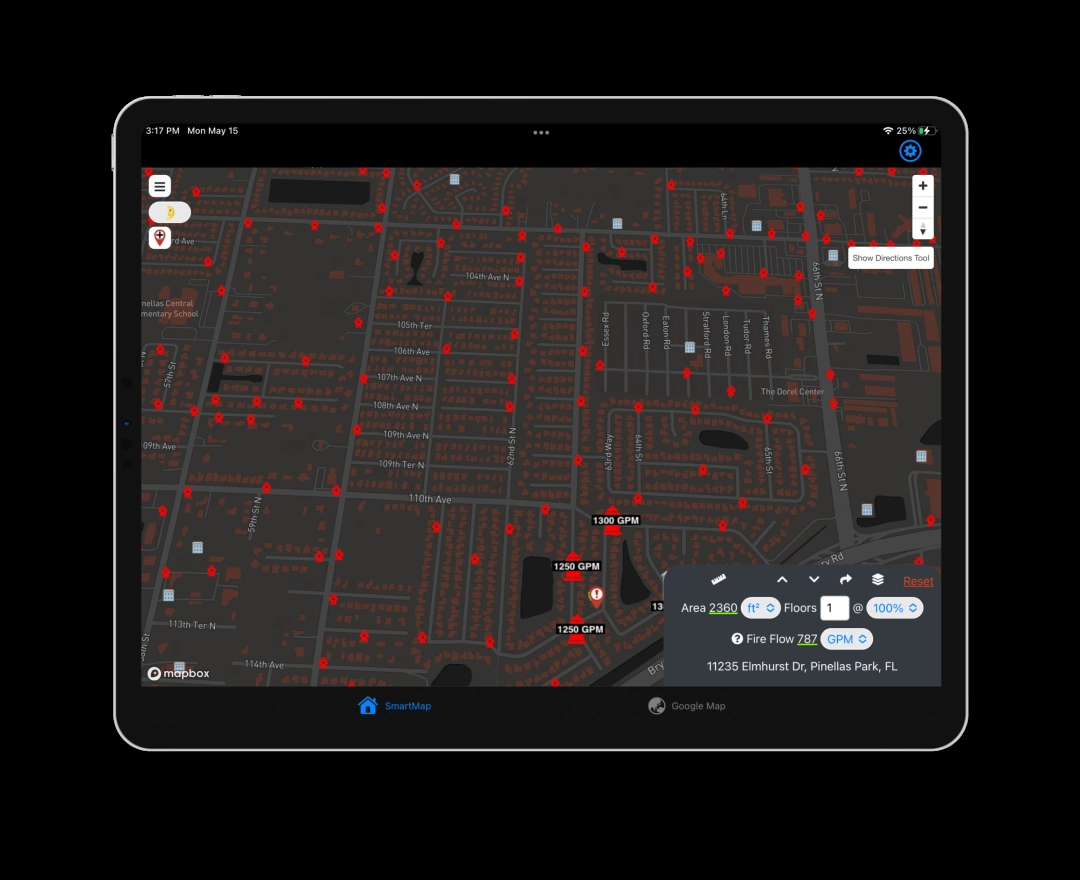 3:17 PM Mon May 15
25%
64th Ln
rd Ave
Show Directions Tool
66th St N
104th Ave N
nellas Central
mentary School
105th Ter
Essex Rd
Oxford Rd
Eaton Rd
Stratford Rd
London Rd
Tudor Rd
Thames Rd
106th Ave
57th St
107th Ave N
The Dorel Center
108th Ave N
109th Ave N
09th Ave
62nd St N
63rd Way
64th St
65th St
66th St N
109th Ter N
110th Ave
59th St N
1300 GPM
1250 GPM
ry Rd
Reset
13
Area 2360 ft² Floors 1 @ 100%
113th Ter N
1250 GPM
Fire Flow 787 GPM
114th Ave
Bry
11235 Elmhurst Dr, Pinellas Park, FL
mapbox
SmartMap
Google Map